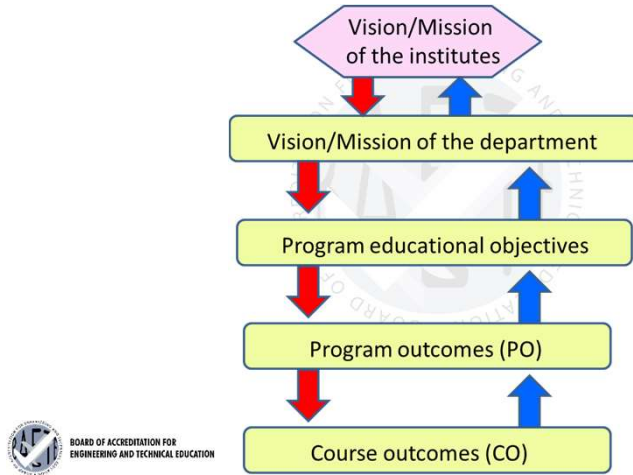 Vision/Mission
of the institutes
Vision/Mission of the department
Program educational objectives
Program outcomes (PO)
Course outcomes (CO)
BOARD OF ACCREDITATION FOR
ENGINEERING AND TECHNICAL EDUCATION